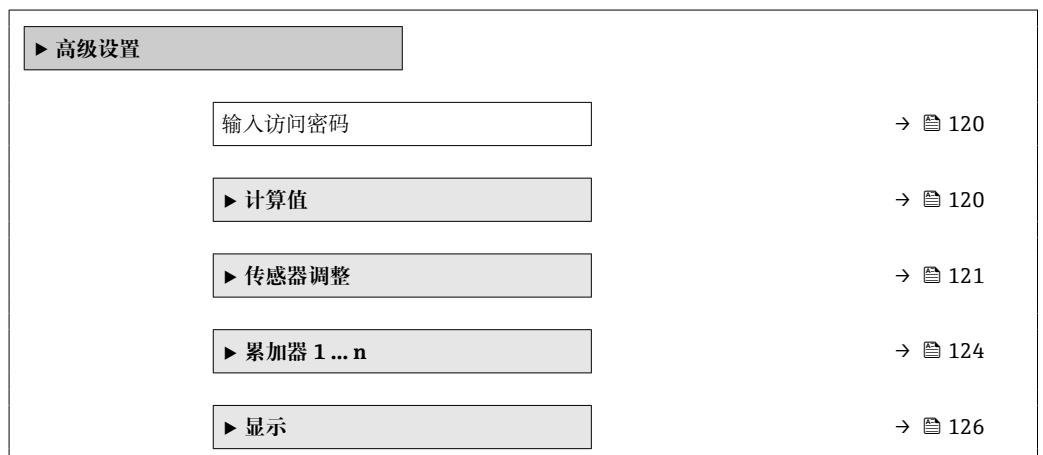 ▶ 高级设置
输入访问密码 → 🖺 120
▶ 计算值 → 🖺 120
▶ 传感器调整 → 🖺 121
▶ 累加器 1 … n → 🖺 124
▶ 显示 → 🖺 126